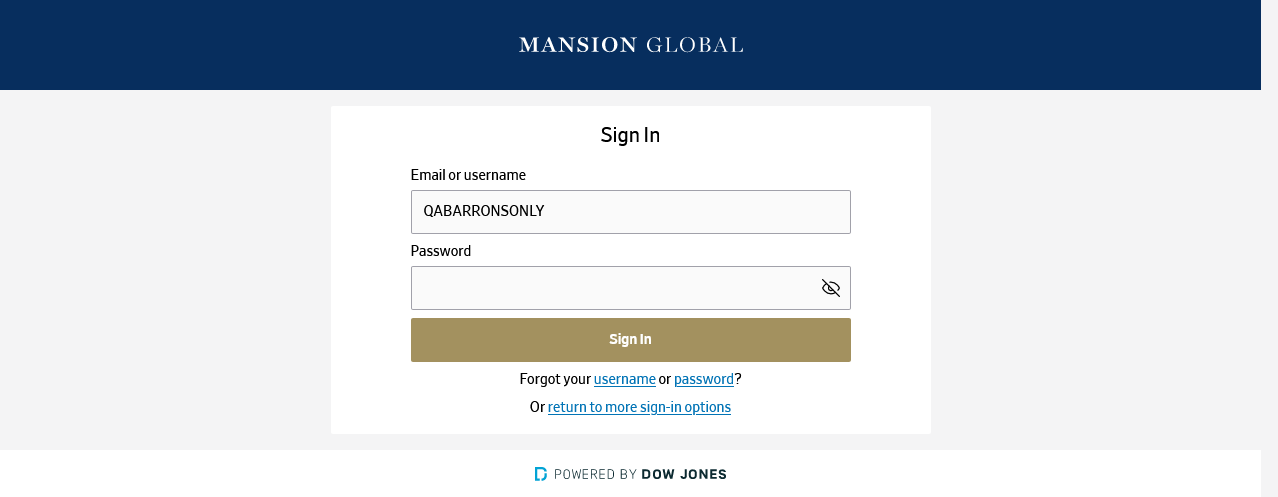 MANSION GLOBAL
Sign In
Email or username
QABARRONSONLY
Password
Sign In
Forgot your username or password?
Or return to more sign-in options
POWERED BY DOW JONES